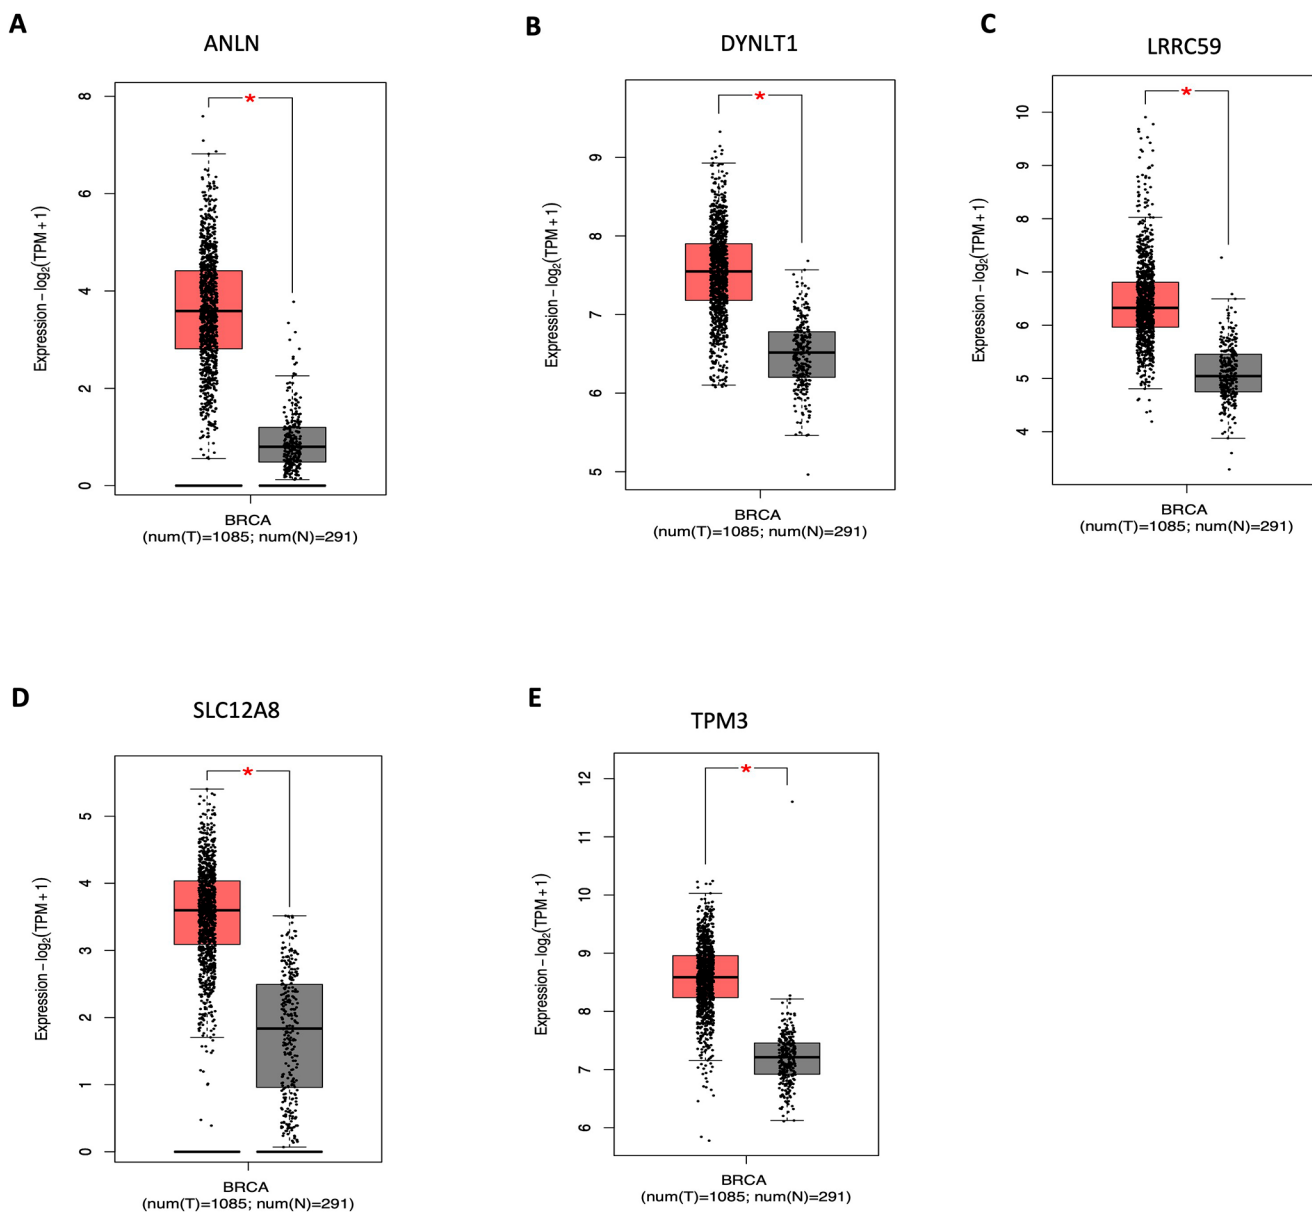 A
ANLN
8
6
4
2
0
Expression – log2(TPM + 1)
*
BRCA
(num(T)=1085; num(N)=291)
B
DYNLT1
9
8
7
6
5
Expression – log2(TPM + 1)
*
BRCA
(num(T)=1085; num(N)=291)
C
LRRC59
10
9
8
7
6
5
4
Expression – log2(TPM + 1)
*
BRCA
(num(T)=1085; num(N)=291)
D
SLC12A8
5
4
3
2
1
0
Expression – log2(TPM + 1)
*
BRCA
(num(T)=1085; num(N)=291)
E
TPM3
12
11
10
9
8
7
6
Expression – log2(TPM + 1)
*
BRCA
(num(T)=1085; num(N)=291)